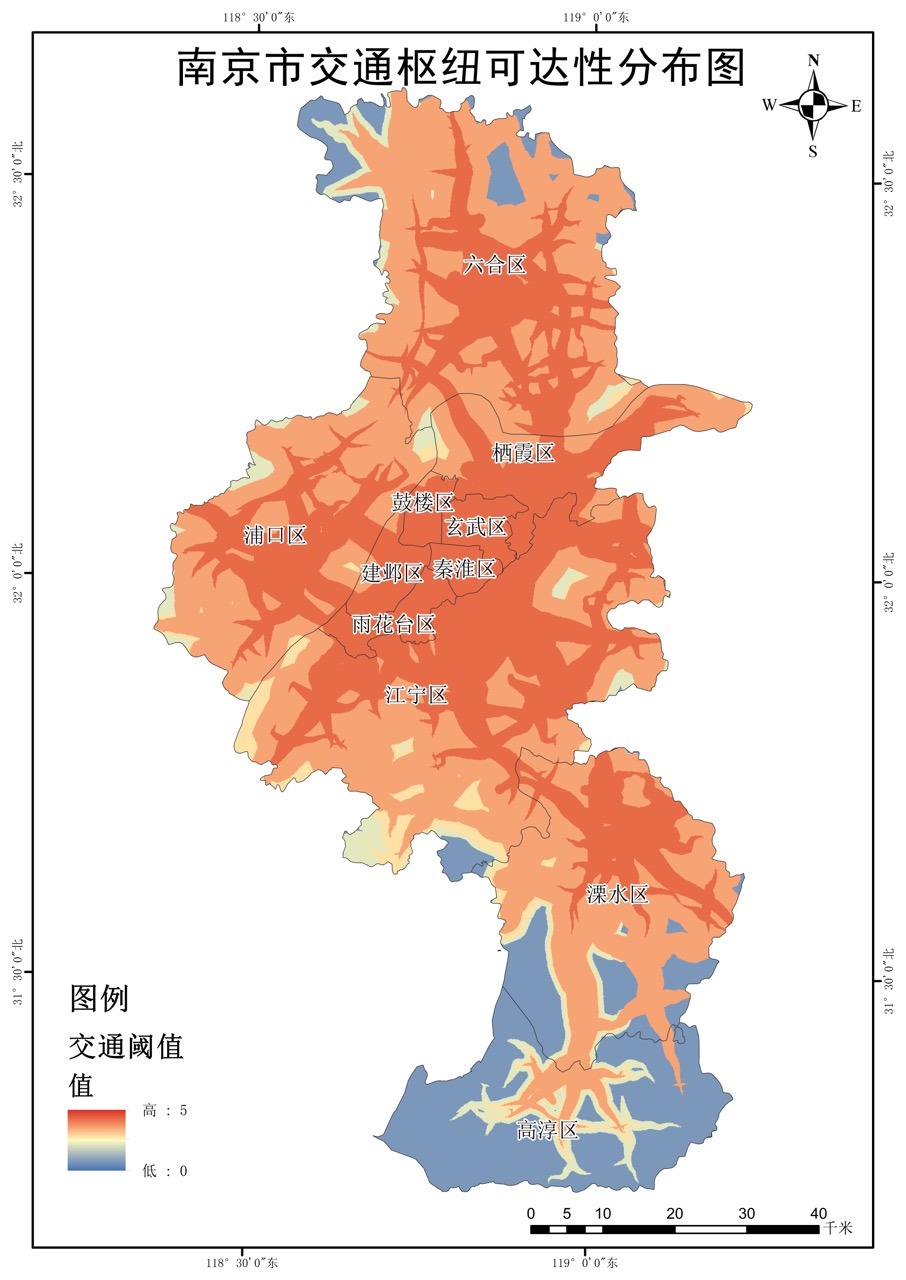 118° 30'0"东
119° 0'0"东
南京市交通枢纽可达性分布图
N
W
E
S
32° 30'0"北
32° 30'0"北
六合区
栖霞区
鼓楼区
玄武区
浦口区
建邺区
秦淮区
32° 0'0"北
32° 0'0"北
雨花台区
江宁区
溧水区
31° 30'0"北
31° 30'0"北
图例
交通阈值
值
高 : 5
低 : 0
高淳区
0 5 10 20 30 40
千米
118° 30'0"东
119° 0'0"东